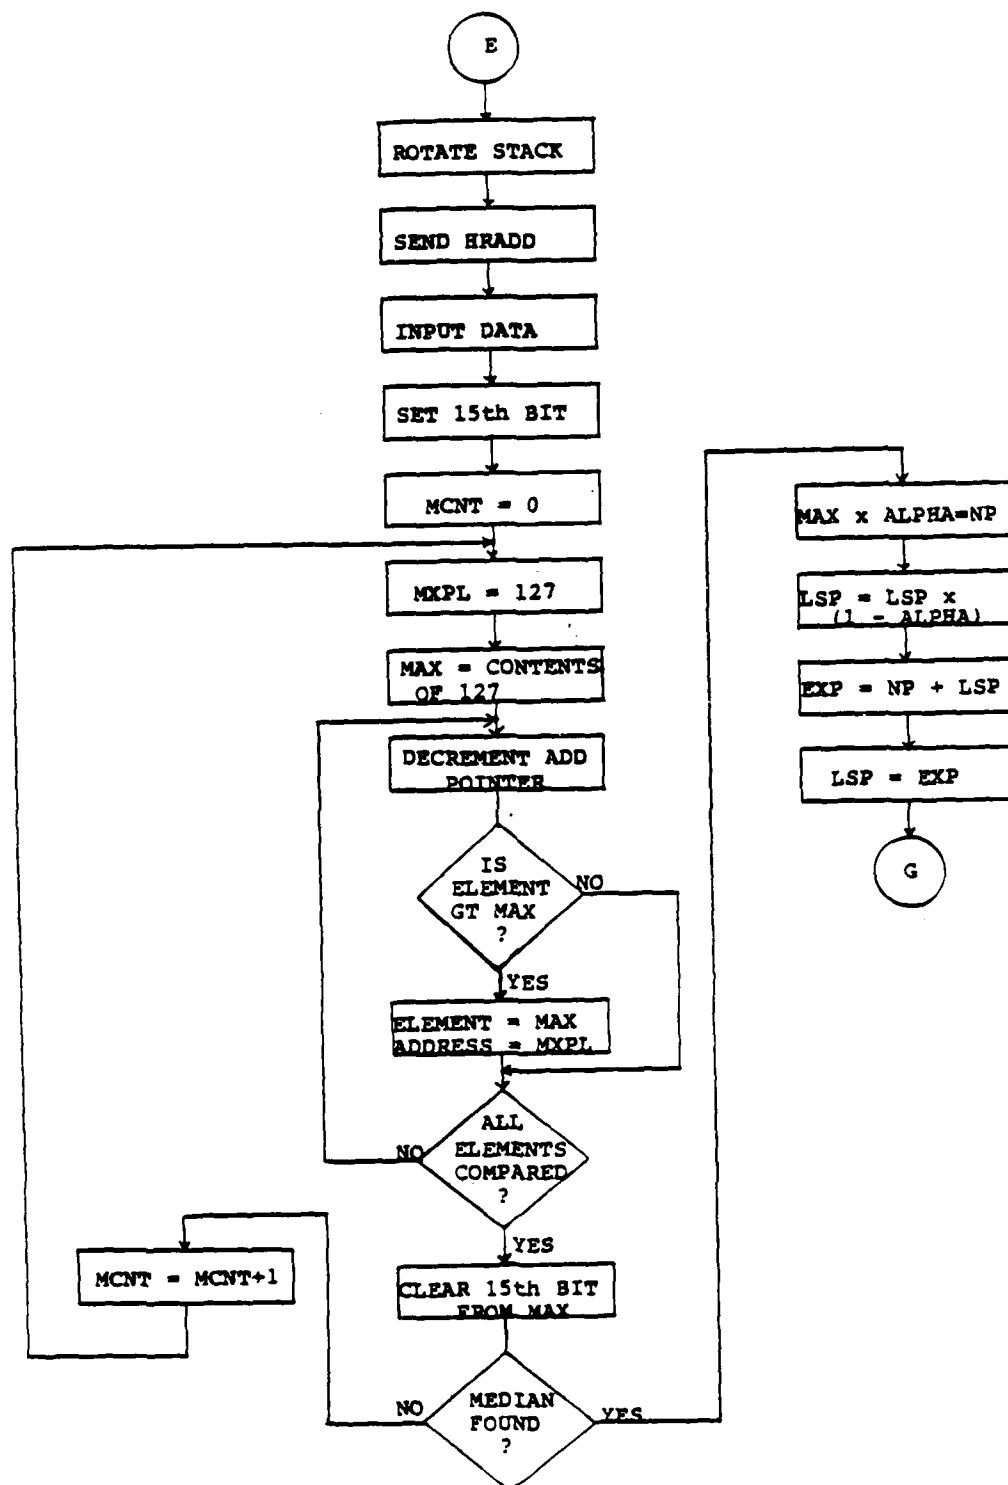 E
ROTATE STACK
SEND HRADD
INPUT DATA
SET 15th BIT
MCNT = 0
MXPL = 127
MAX = CONTENTS
OF 127
DECREMENT ADD
POINTER
IS
ELEMENT
GT MAX
?
NO
YES
ELEMENT = MAX
ADDRESS = MXPL
ALL
ELEMENTS
COMPARED
?
NO
YES
CLEAR 15th BIT
FROM MAX
MEDIAN
FOUND
?
NO
YES
MCNT = MCNT+1
MAX x ALPHA=NP
LSP = LSP x
(1 - ALPHA)
EXP = NP + LSP
LSP = EXP
G